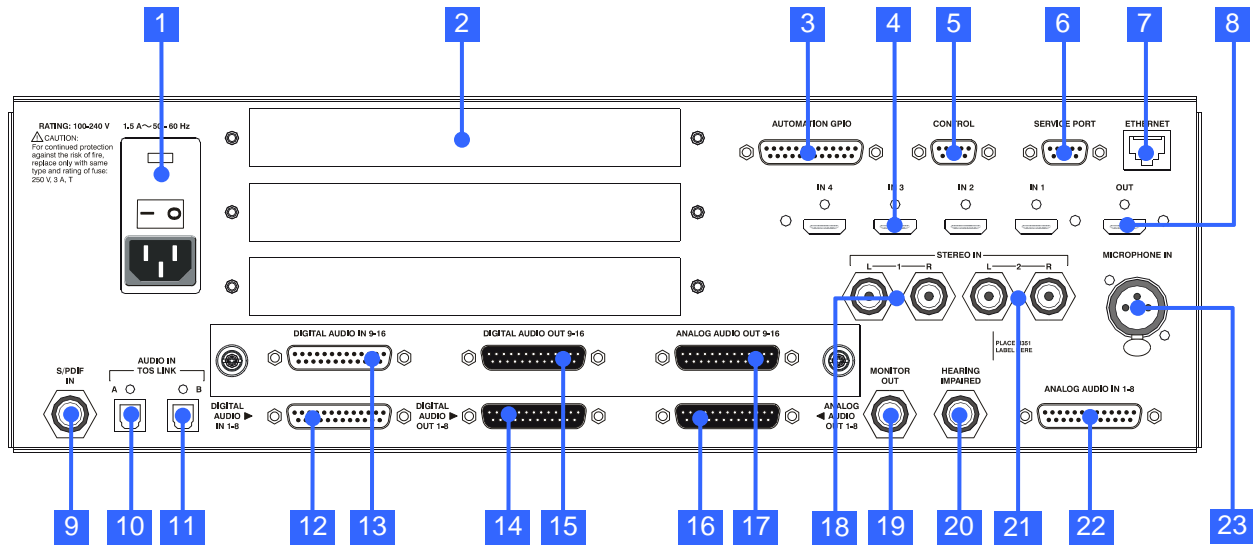 1 2 3 4 5 6 7 8
RATING: 100-240 V 1.5 A~50-60 Hz
CAUTION:
For continued protection
against the risk of fire,
replace only with same
type and rating of fuse:
250 V, 3 A, T
AUTOMATION GPIO CONTROL SERVICE PORT ETHERNET
IN 4 IN 3 IN 2 IN 1 OUT
STEREO IN MICROPHONE IN
L 1 R L 2 R
DIGITAL AUDIO IN 9-16 DIGITAL AUDIO OUT 9-16 ANALOG AUDIO OUT 9-16
LABEL HERE
S/PDIF
IN
AUDIO IN
TOS LINK
A B
MONITOR
OUT
HEARING
IMPAIRED
ANALOG AUDIO IN 1-8
DIGITAL
AUDIO
IN 1-8
DIGITAL
AUDIO
OUT 1-8
ANALOG
AUDIO
OUT 1-8
9 10 11 12 13 14 15 16 17 18 19 20 21 22 23